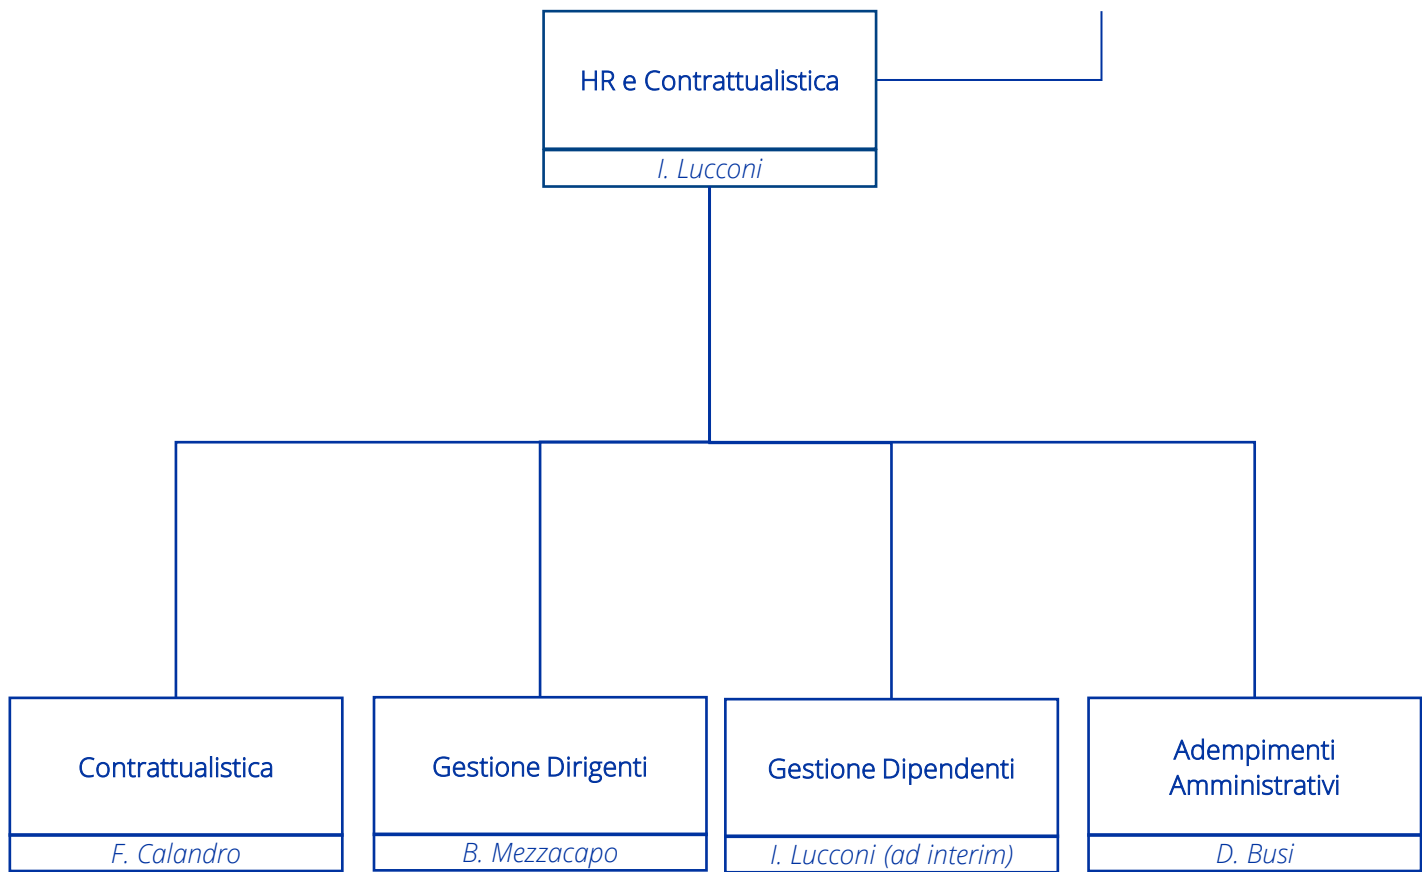 HR e Contrattualistica
I. Lucconi
Contrattualistica
F. Calandro
Gestione Dirigenti
B. Mezzacapo
Gestione Dipendenti
I. Lucconi (ad interim)
Adempimenti
Amministrativi
D. Busi